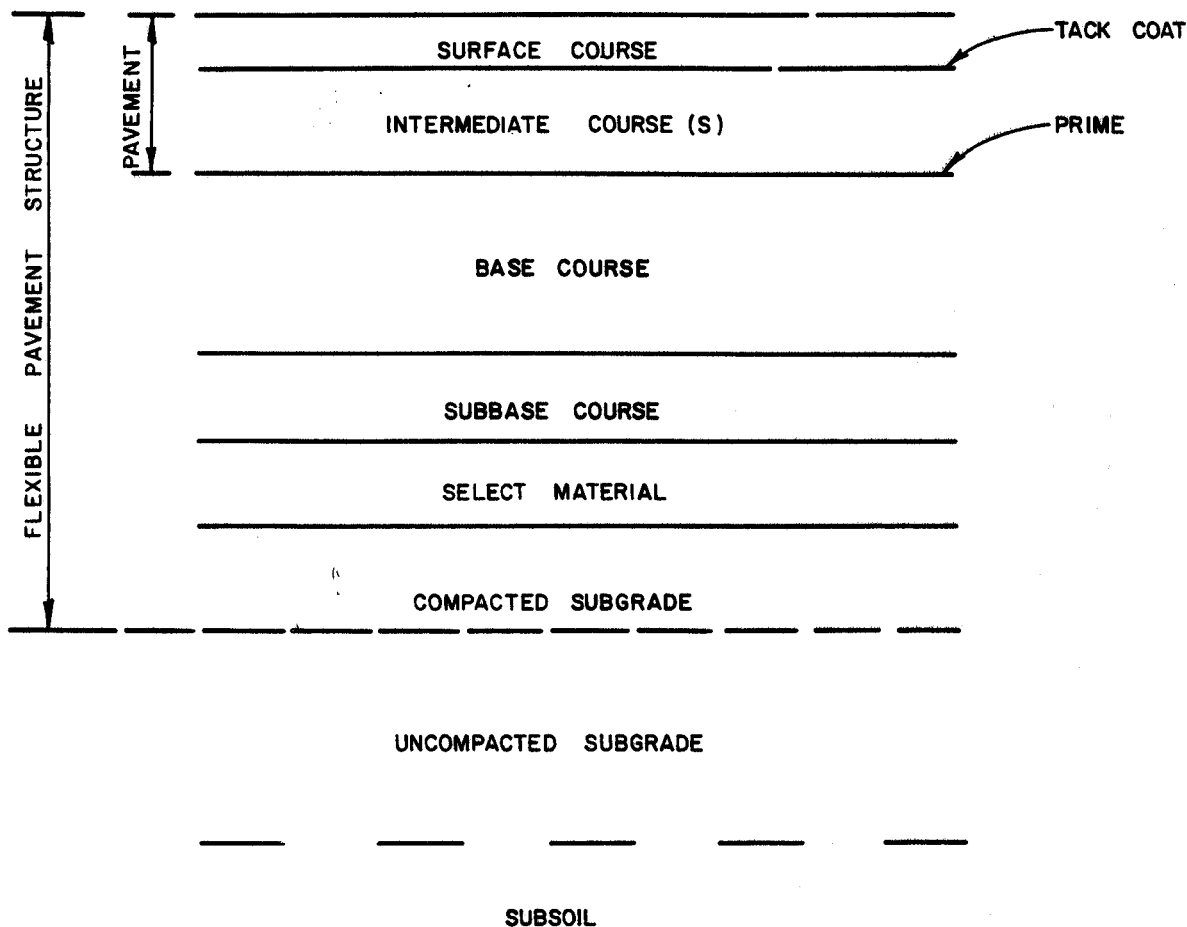 TACK COAT
SURFACE COURSE
INTERMEDIATE COURSE (S)
PRIME
PAVEMENT
FLEXIBLE PAVEMENT STRUCTURE
BASE COURSE
SUBBASE COURSE
SELECT MATERIAL
COMPACTED SUBGRADE
UNCOMPACTED SUBGRADE
SUBSOIL